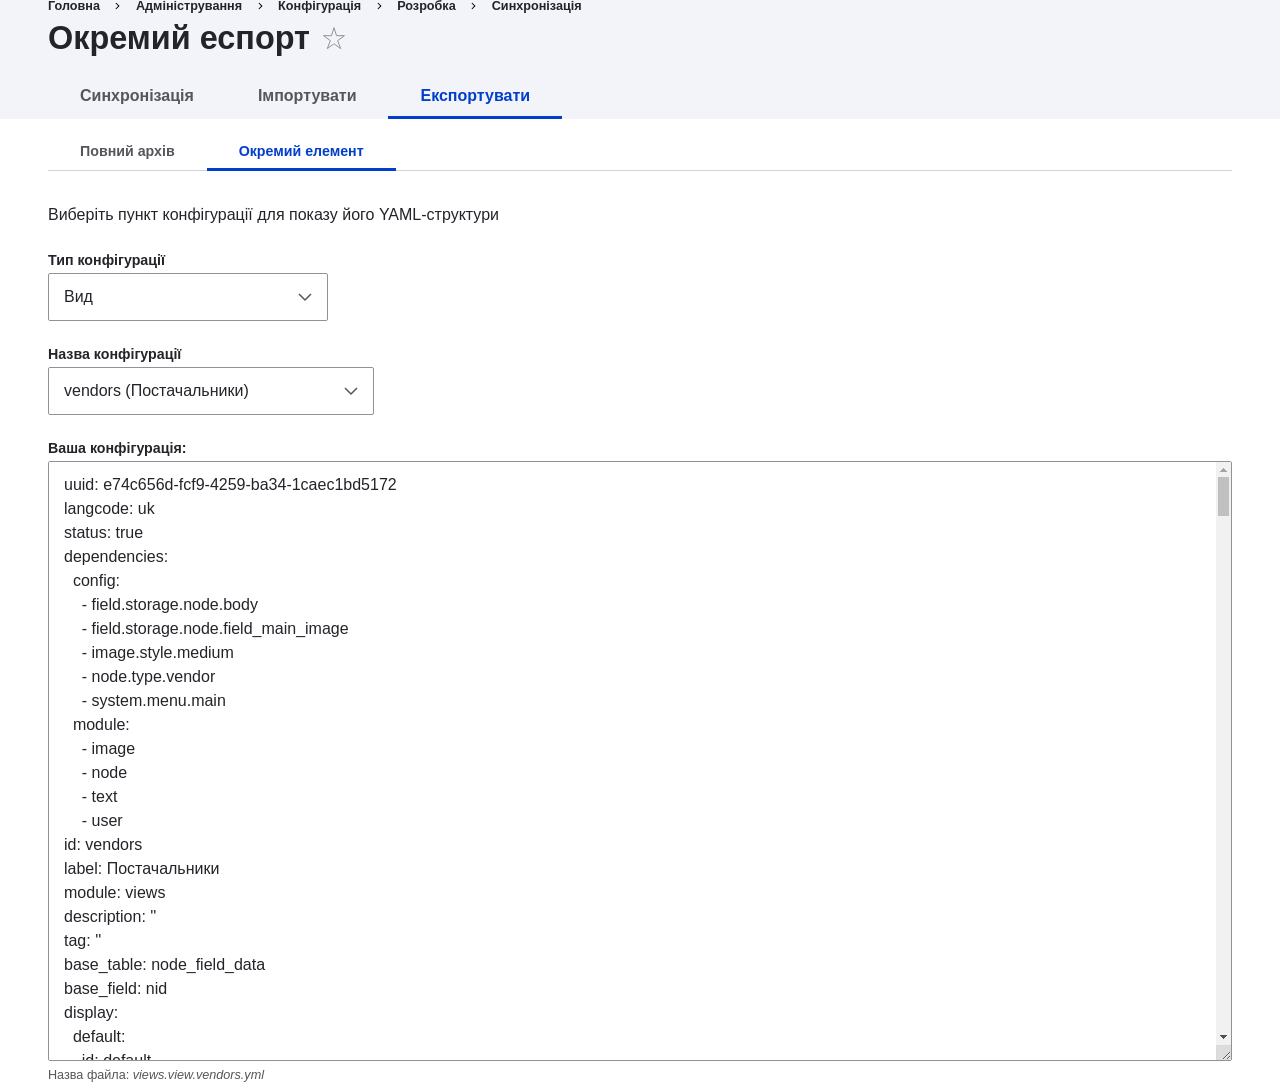 Головна › Адміністрування › Конфігурація › Розробка › Синхронізація
Окремий еспорт ☆
Синхронізація Імпортувати Експортувати
Повний архів Окремий елемент
Виберіть пункт конфігурації для показу його YAML-структури
Тип конфігурації
Вид
Назва конфігурації
vendors (Постачальники)
Ваша конфігурація:
uuid: e74c656d-fcf9-4259-ba34-1caec1bd5172
langcode: uk
status: true
dependencies:
  config:
    - field.storage.node.body
    - field.storage.node.field_main_image
    - image.style.medium
    - node.type.vendor
    - system.menu.main
  module:
    - image
    - node
    - text
    - user
id: vendors
label: Постачальники
module: views
description: ''
tag: ''
base_table: node_field_data
base_field: nid
display:
  default:
    id: default
Назва файла: views.view.vendors.yml